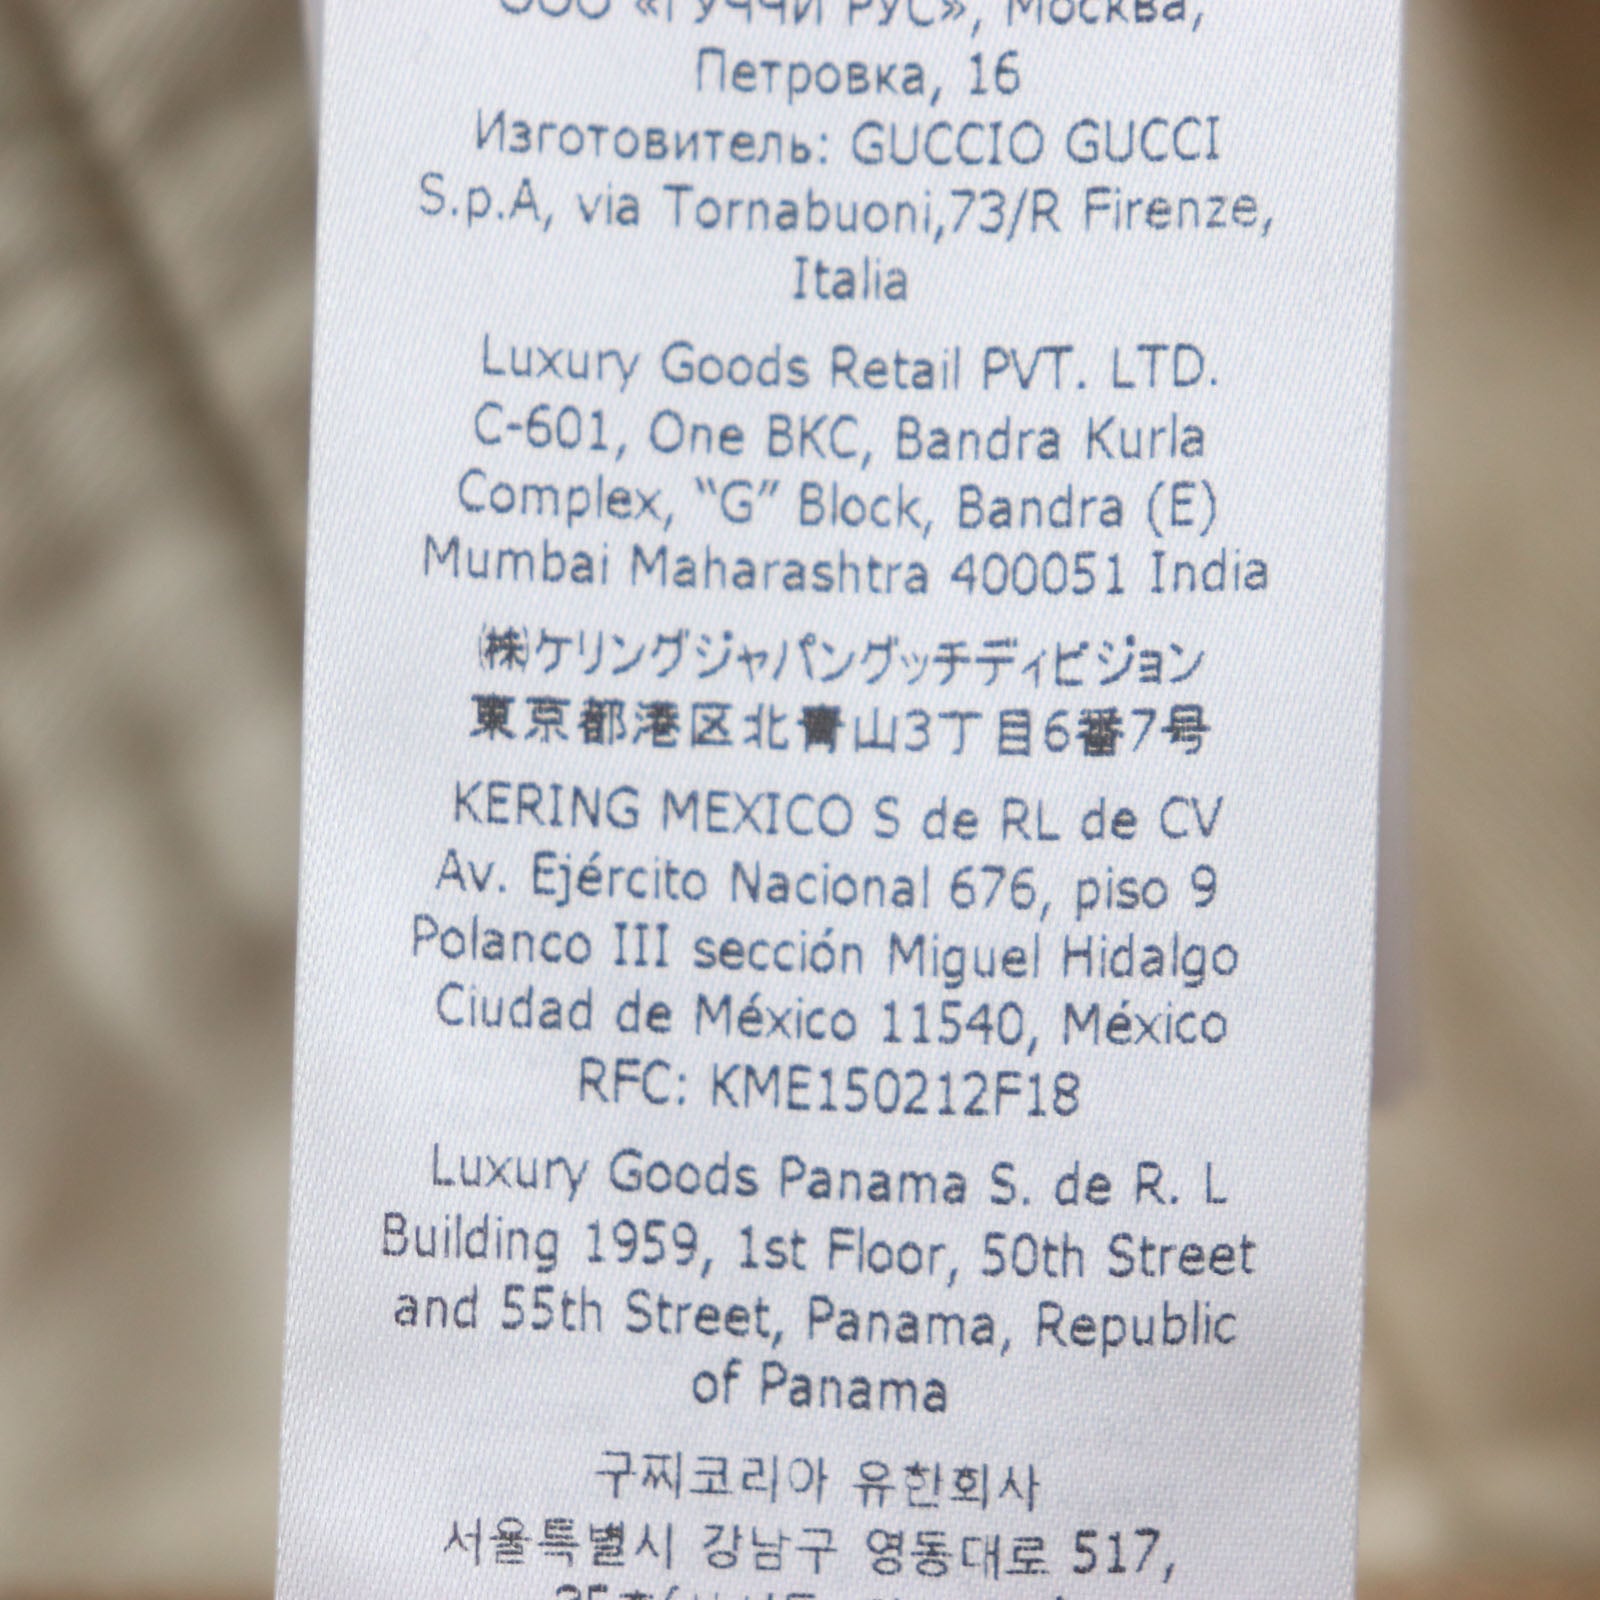 ООО «ГУЧЧИ РУС», Москва,
Петровка, 16
Изготовитель: GUCCIO GUCCI
S.p.A, via Tornabuoni,73/R Firenze,
Italia
Luxury Goods Retail PVT. LTD.
C-601, One BKC, Bandra Kurla
Complex, “G” Block, Bandra (E)
Mumbai Maharashtra 400051 India
㈱ケリングジャパングッチディビジョン
東京都港区北青山3丁目6番7号
KERING MEXICO S de RL de CV
Av. Ejército Nacional 676, piso 9
Polanco III sección Miguel Hidalgo
Ciudad de México 11540, México
RFC: KME150212F18
Luxury Goods Panama S. de R. L
Building 1959, 1st Floor, 50th Street
and 55th Street, Panama, Republic
of Panama
구찌코리아 유한회사
서울특별시 강남구 영동대로 517,